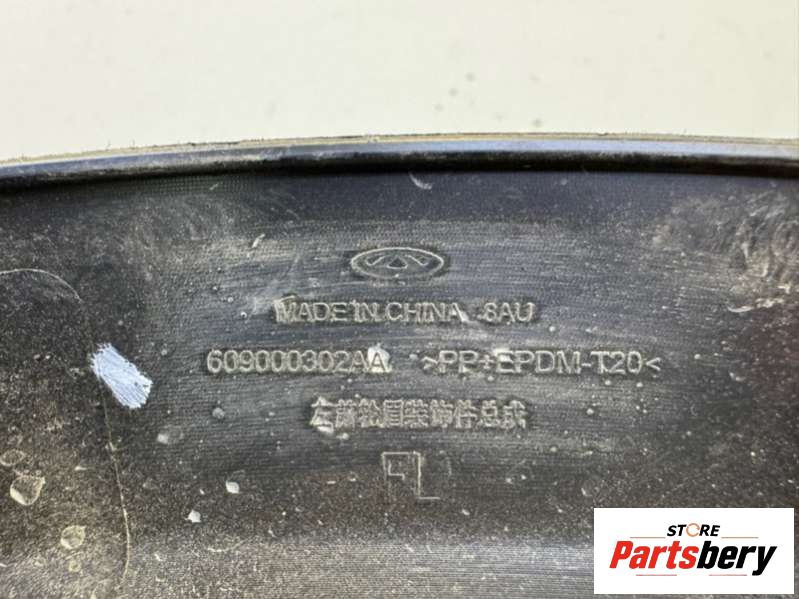 MADE IN CHINA 8AU
609000302AA >PP+EPDM-T20<
左前轮眉装饰件总成
FL
STORE
Partsbery